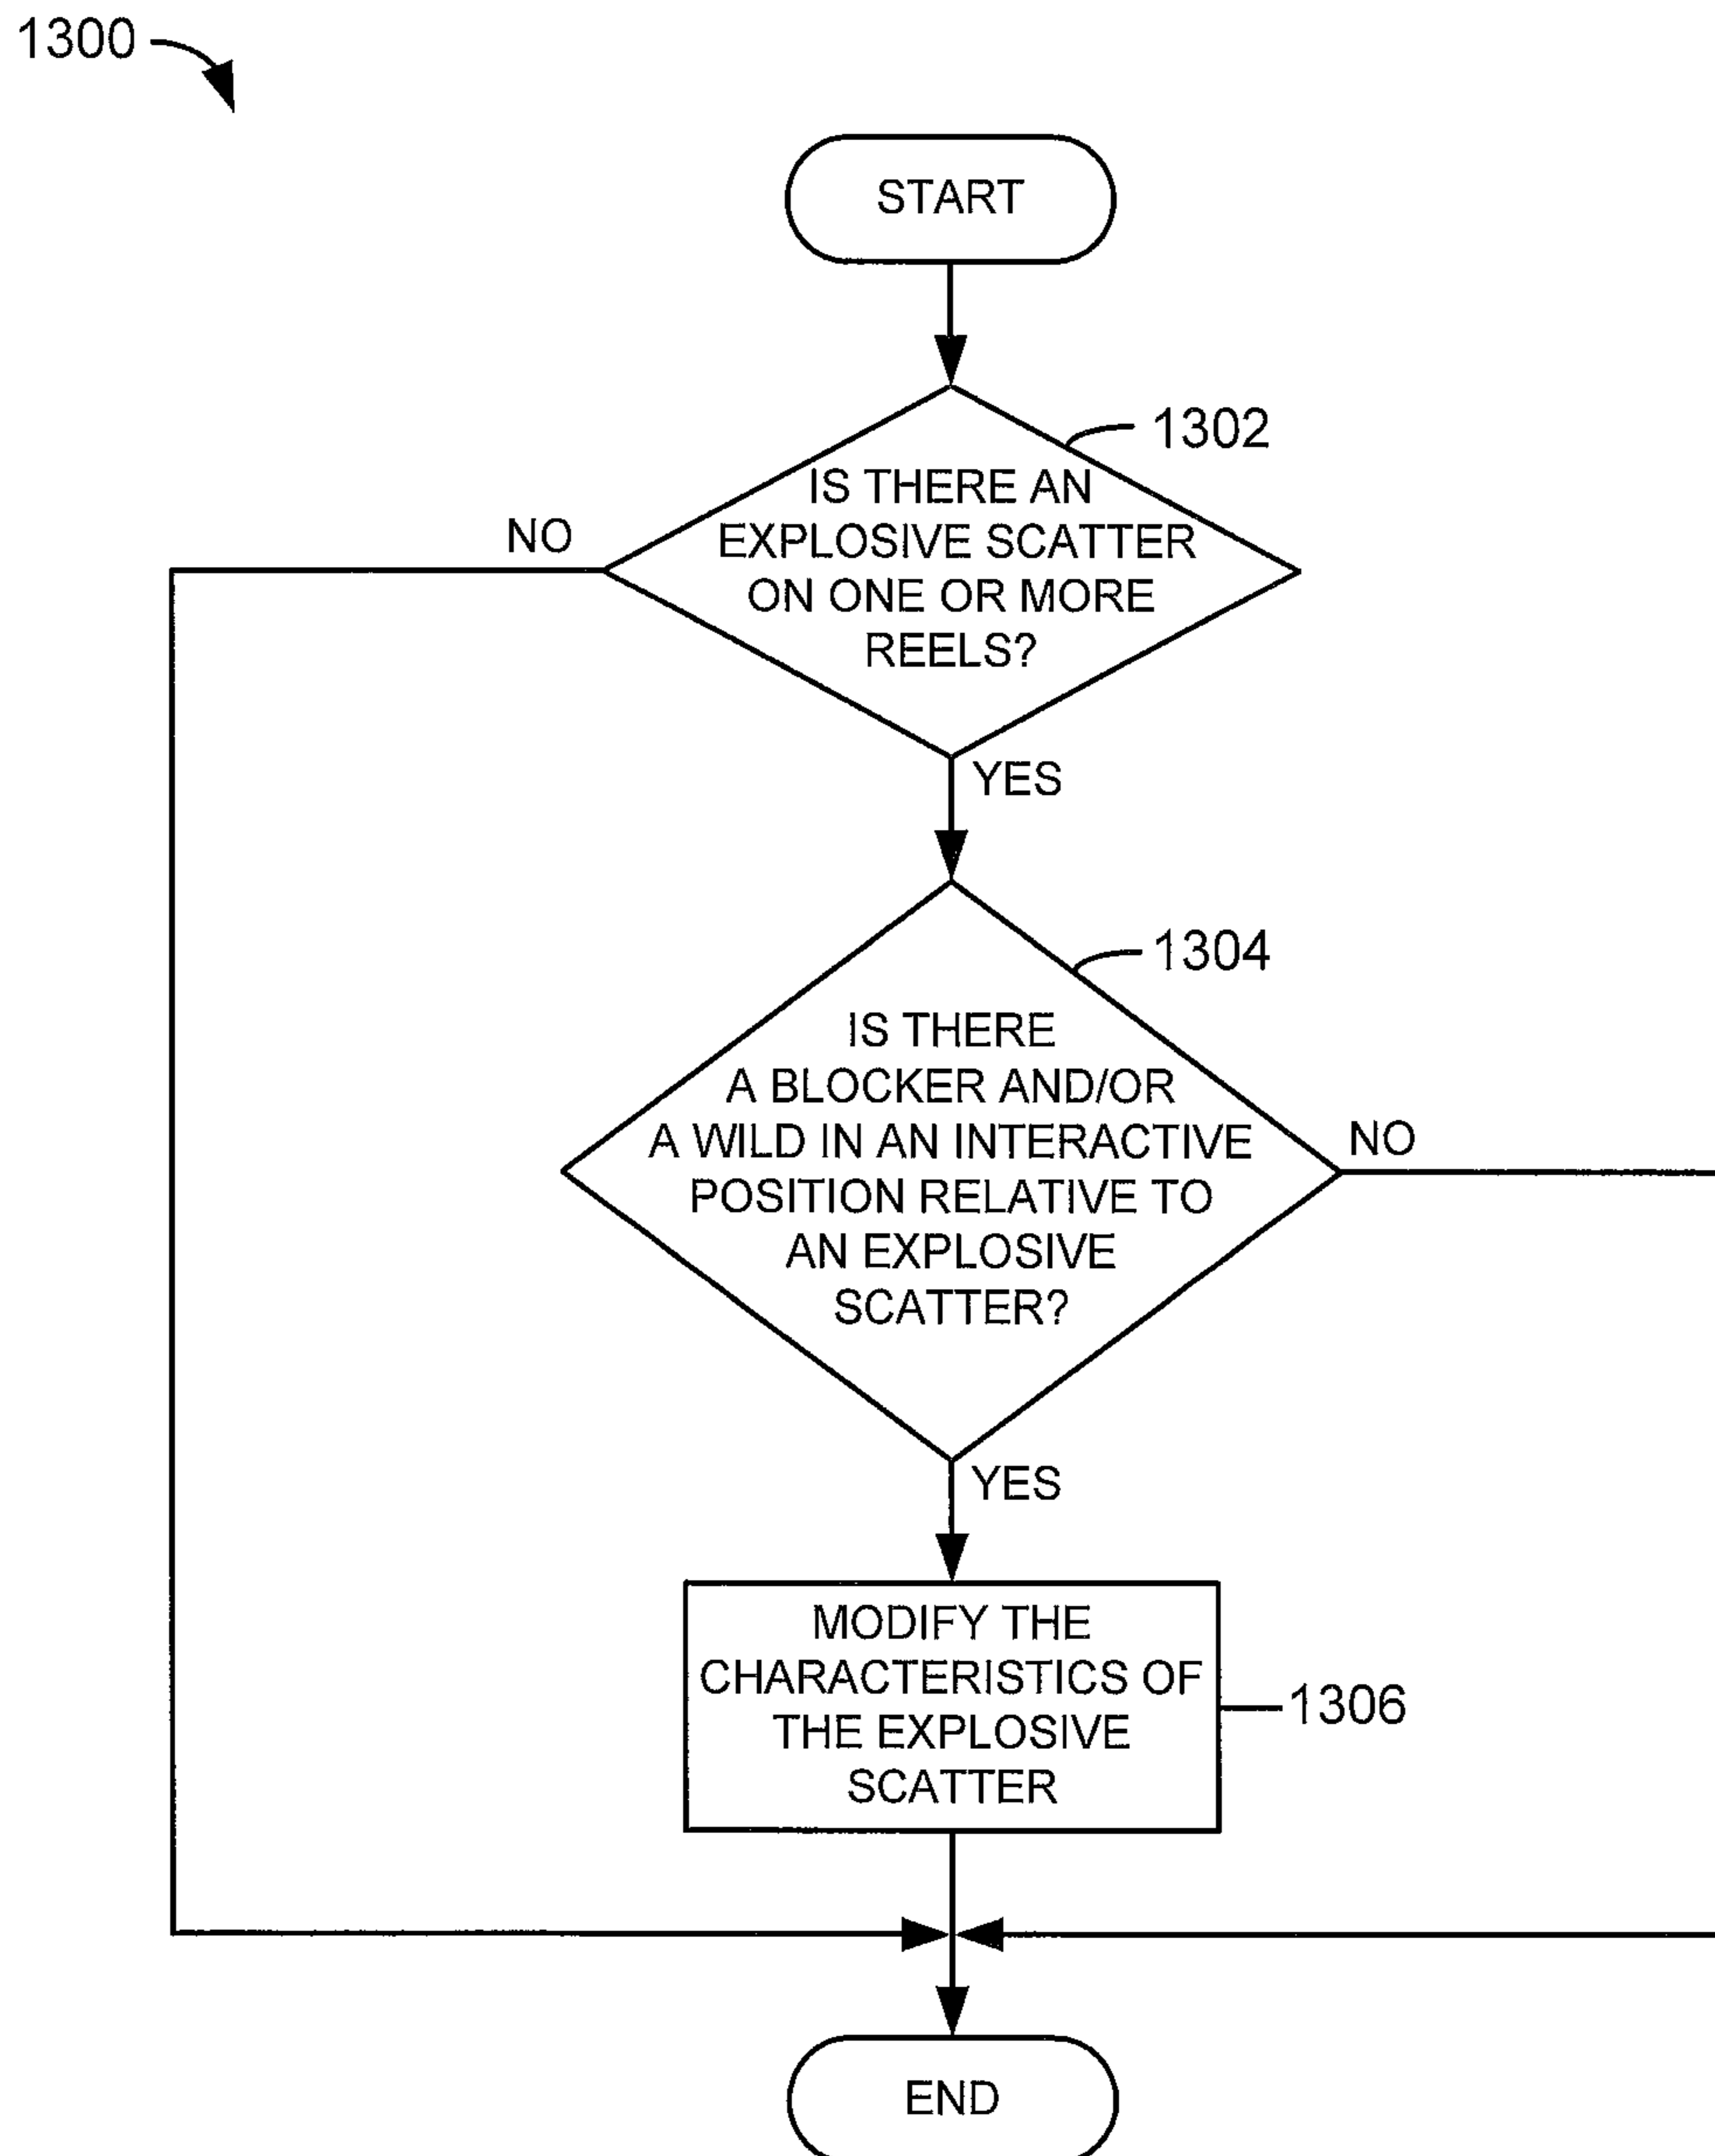 1300
START
1302
IS THERE AN
EXPLOSIVE SCATTER
ON ONE OR MORE
REELS?
NO
YES
1304
IS THERE
A BLOCKER AND/OR
A WILD IN AN INTERACTIVE
POSITION RELATIVE TO
AN EXPLOSIVE
SCATTER?
NO
YES
MODIFY THE
CHARACTERISTICS OF
THE EXPLOSIVE
SCATTER
1306
END